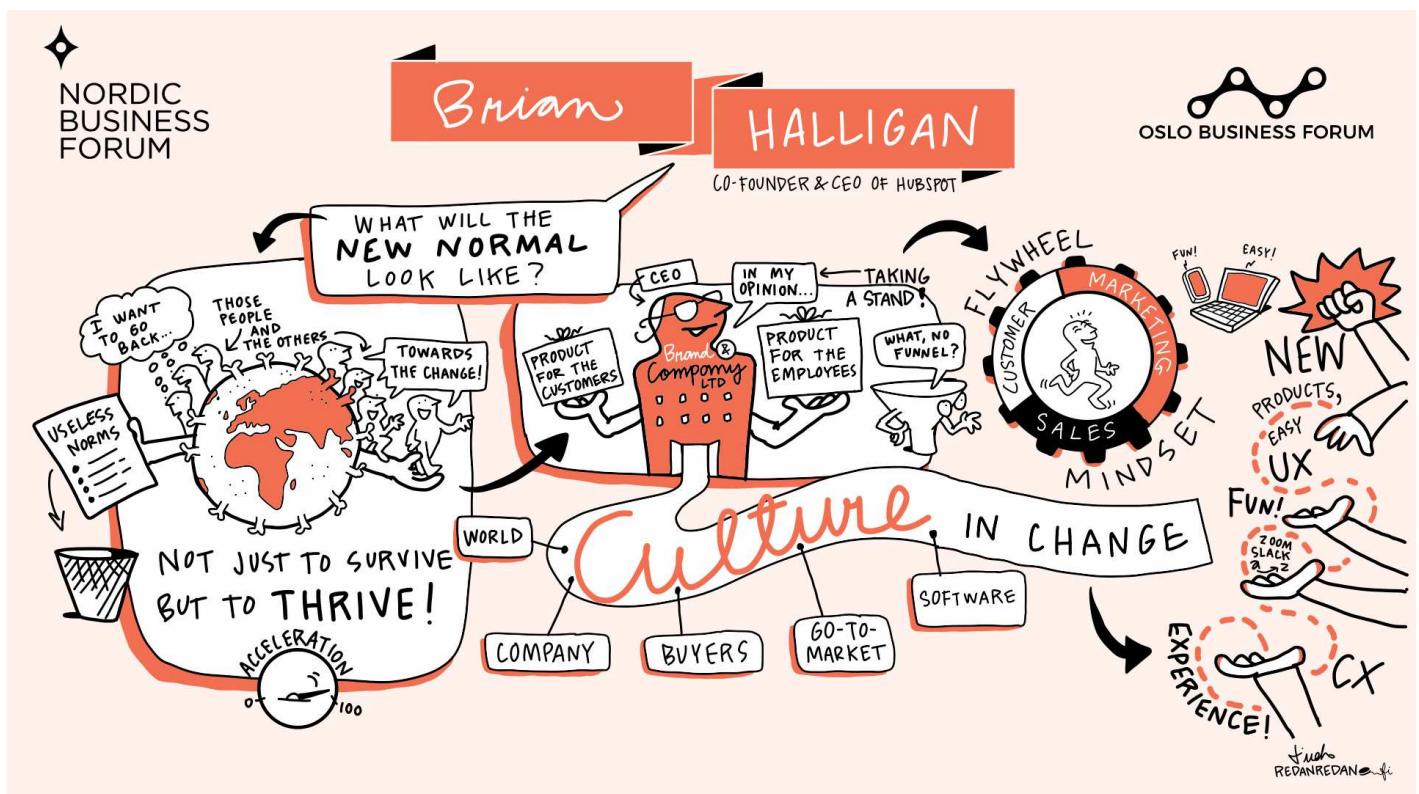 NORDIC
BUSINESS
FORUM
Brian
HALLIGAN
CO-FOUNDER & CEO OF HUBSPOT
OSLO BUSINESS FORUM
WHAT WILL THE
NEW NORMAL
LOOK LIKE?
I WANT
TO GO
BACK...
THOSE
PEOPLE
AND
THE OTHERS
TOWARDS
THE CHANGE!
USELESS
NORMS
NOT JUST TO SURVIVE
BUT TO THRIVE!
ACCELERATION
0
100
CEO
IN MY
OPINION...
TAKING
A STAND!
PRODUCT
FOR THE
CUSTOMERS
Brand &
Company
LTD
PRODUCT
FOR THE
EMPLOYEES
WHAT, NO
FUNNEL?
FLYWHEEL
MINDSET
CUSTOMER
MARKETING
SALES
FUN!
EASY!
NEW
PRODUCTS,
EASY
UX
FUN!
ZOOM
SLACK
a → z
EXPERIENCE!
CX
Culture IN CHANGE
WORLD
COMPANY
BUYERS
GO-TO-
MARKET
SOFTWARE
REDANREDAN